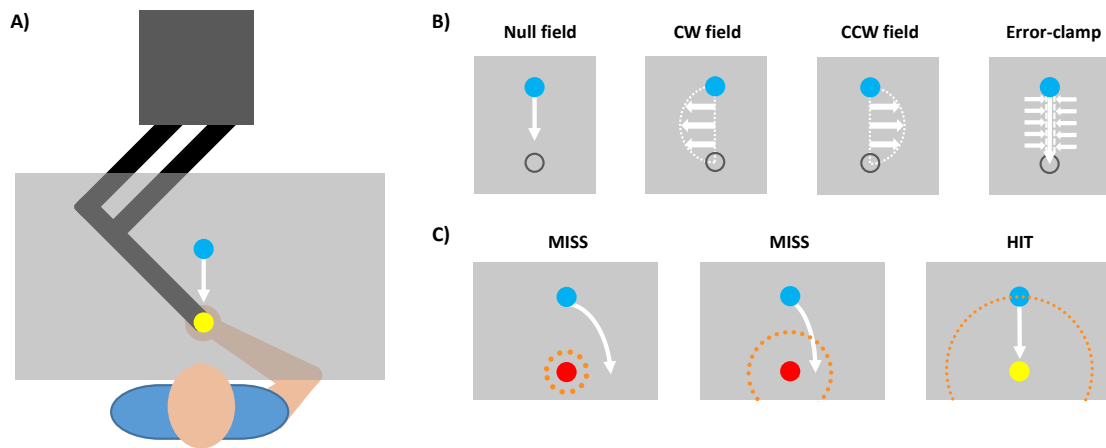 A)
B)
Null field
CW field
CCW field
Error-clamp
C)
MISS
MISS
HIT